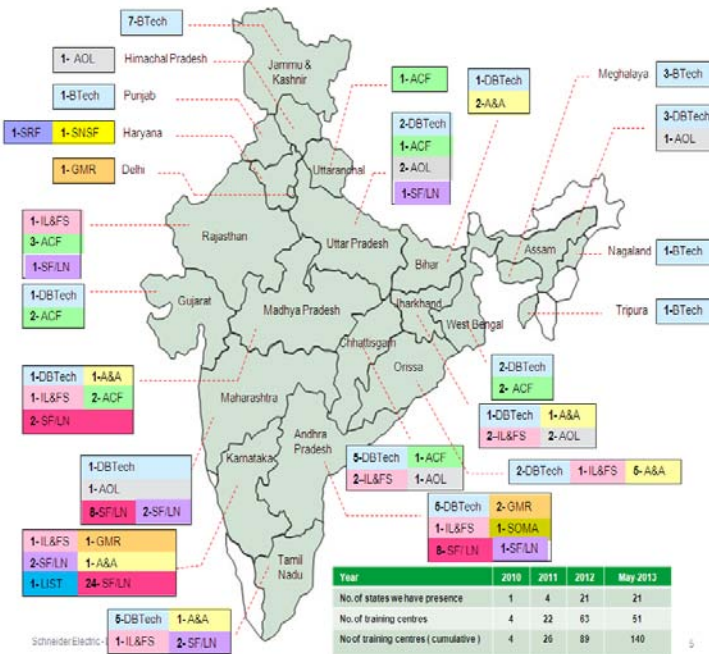 7-BTech
1- AOL Himachal Pradesh
Jammu &
Kashnir
1-BTech Punjab
1-SRF 1-SNSF Haryana
1-GMR Delhi
1-ACF
1-DBTech
2-A&A
Meghalaya 3-BTech
3-DBTech
1-AOL
2-DBTech
1-ACF
2-AOL
1-SF/LN
Uttaranchal
1- IL&FS
3- ACF
1-SF/LN
Rajasthan
Uttar Pradesh
Bihar
Assam
Nagaland 1-BTech
1-DBTech
2- ACF
Gujarat
Madhya Pradesh
Jharkhand
West Bengal
Tripura 1-BTech
Chhattisgarh
Orissa
1-DBTech 1-A&A
1-IL&FS 2-ACF
2- SF/LN
Maharashtra
2-DBTech
2- ACF
1-DBTech 1-A&A
2-IL&FS 2-AOL
Andhra
Pradesh
Karnataka
5-DBTech 1-ACF
2-IL&FS 1-AOL
2-DBTech 1-IL&FS 5-A&A
1-DBTech
1-AOL
8-SF/LN 2-SF/LN
5-DBTech 2-GMR
1-IL&FS 1-SOMA
8- SF/ LN 1-SF/LN
1-IL&FS 1-GMR
2-SF/LN 1-A&A
1-LIST 24- SF/LN
Tamil
Nadu
5-DBTech 1-A&A
1-IL&FS 2- SF/LN
Year 2010 2011 2012 May-2013
No. of states we have presence 1 4 21 21
No. of training centres 4 22 63 51
No of training centres ( cumulative ) 4 26 89 140
Schneider Electric
5